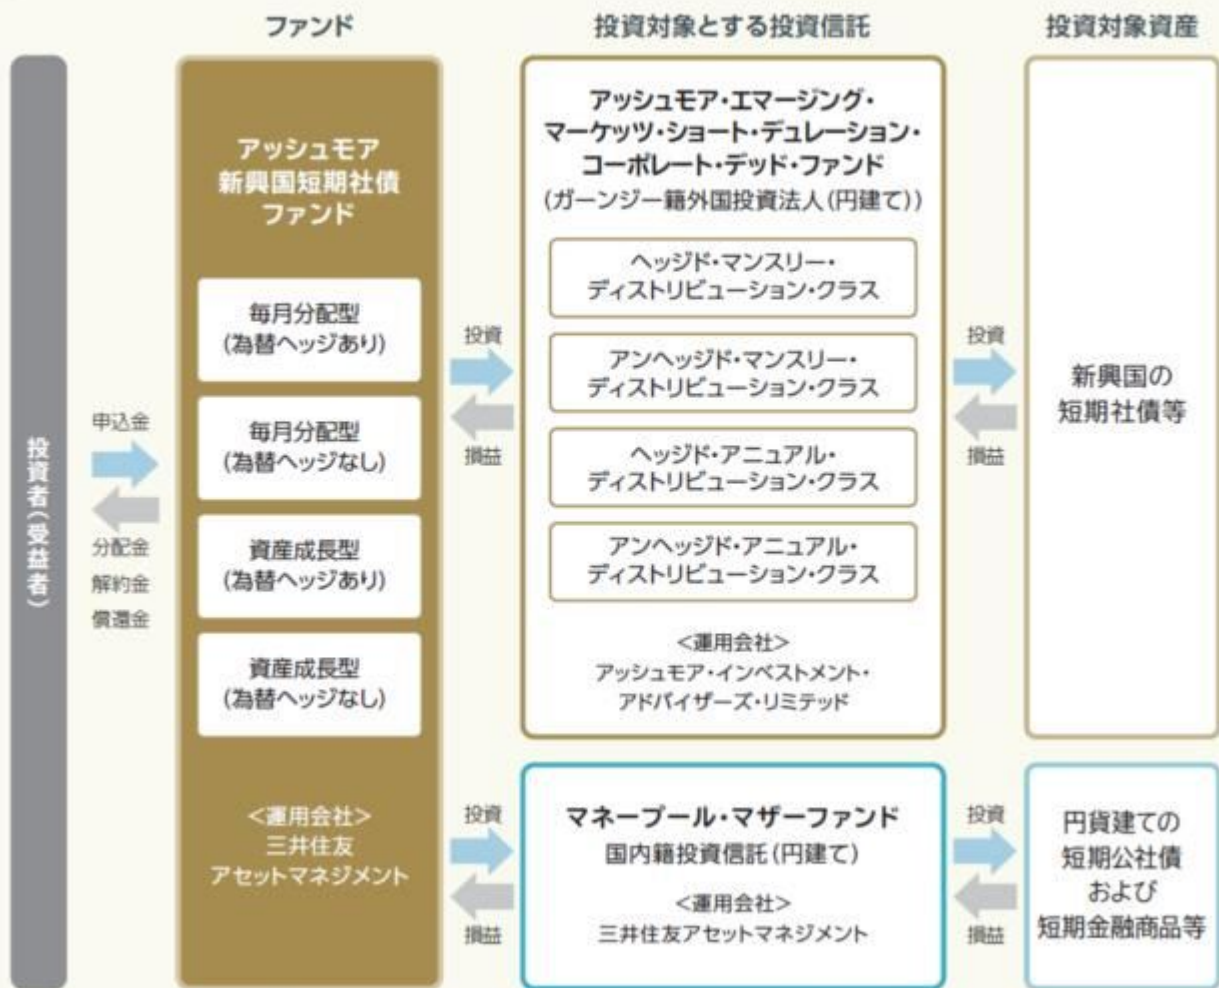 ファンド
投資対象とする投資信託
投資対象資産
投資者(受益者)
申込金
分配金
解約金
償還金
アッシュモア
新興国短期社債
ファンド
毎月分配型
(為替ヘッジあり)
毎月分配型
(為替ヘッジなし)
資産成長型
(為替ヘッジあり)
資産成長型
(為替ヘッジなし)
<運用会社>
三井住友
アセットマネジメント
投資
損益
投資
損益
アッシュモア・エマージング・
マーケッツ・ショート・デュレーション・
コーポレート・デッド・ファンド
(ガーンジー籍外国投資法人(円建て))
ヘッジド・マンスリー・
ディストリビューション・クラス
アンヘッジド・マンスリー・
ディストリビューション・クラス
ヘッジド・アニュアル・
ディストリビューション・クラス
アンヘッジド・アニュアル・
ディストリビューション・クラス
<運用会社>
アッシュモア・インベストメント・
アドバイザーズ・リミテッド
マネープール・マザーファンド
国内籍投資信託(円建て)
<運用会社>
三井住友アセットマネジメント
投資
損益
投資
損益
新興国の
短期社債等
円貨建ての
短期公社債
および
短期金融商品等